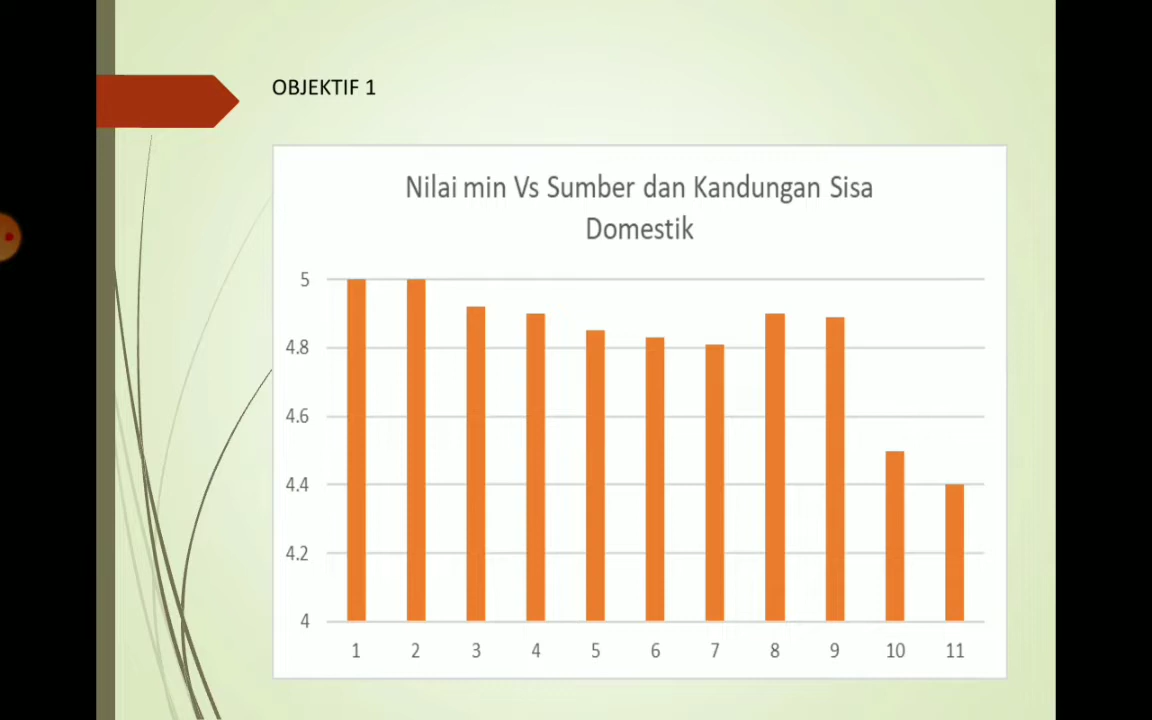 OBJEKTIF 1
Nilai min Vs Sumber dan Kandungan Sisa
Domestik
5
4.8
4.6
4.4
4.2
4
1 2 3 4 5 6 7 8 9 10 11